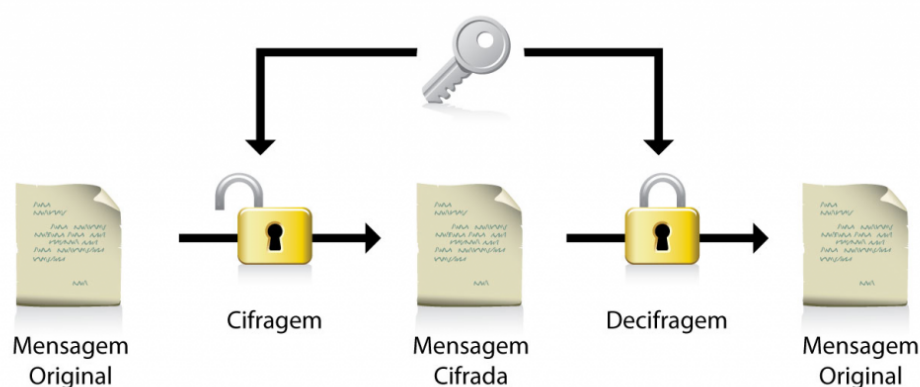 Cifragem
Decifragem
Mensagem
Original
Mensagem
Cifrada
Mensagem
Original